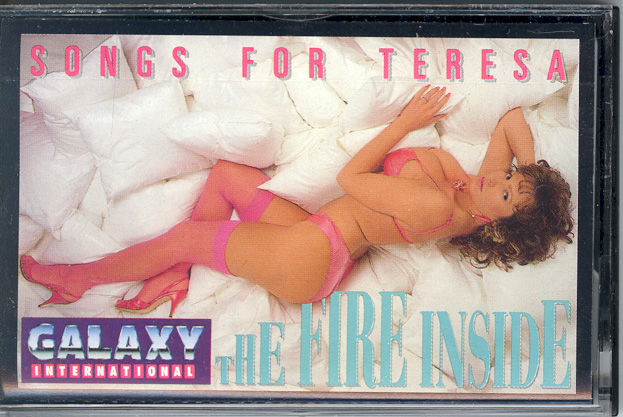 SONGS FOR TERESA
GALAXY
INTERNATIONAL
THE FIRE INSIDE